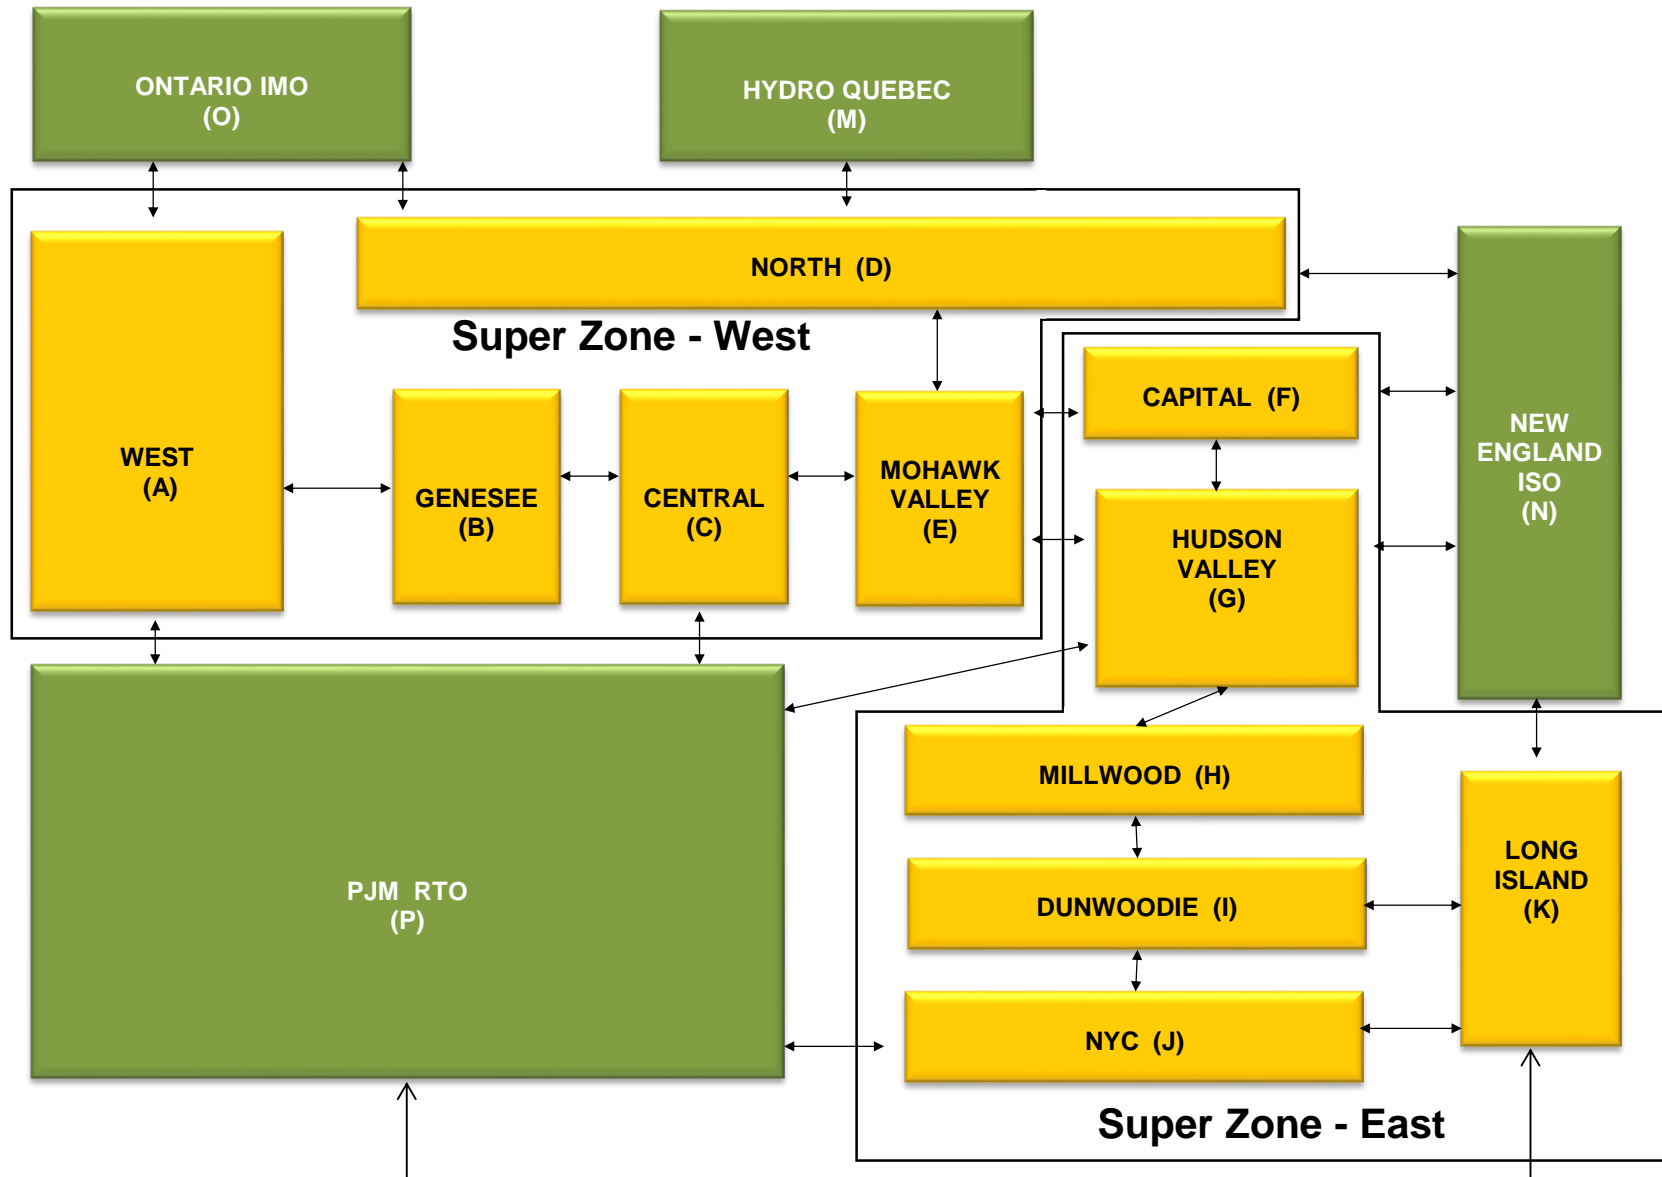 ONTARIO IMO
(O)
HYDRO QUEBEC
(M)
NORTH (D)
Super Zone - West
WEST
(A)
GENESEE
(B)
CENTRAL
(C)
MOHAWK
VALLEY
(E)
CAPITAL (F)
HUDSON
VALLEY
(G)
NEW
ENGLAND
ISO
(N)
PJM RTO
(P)
MILLWOOD (H)
DUNWOODIE (I)
NYC (J)
LONG
ISLAND
(K)
Super Zone - East